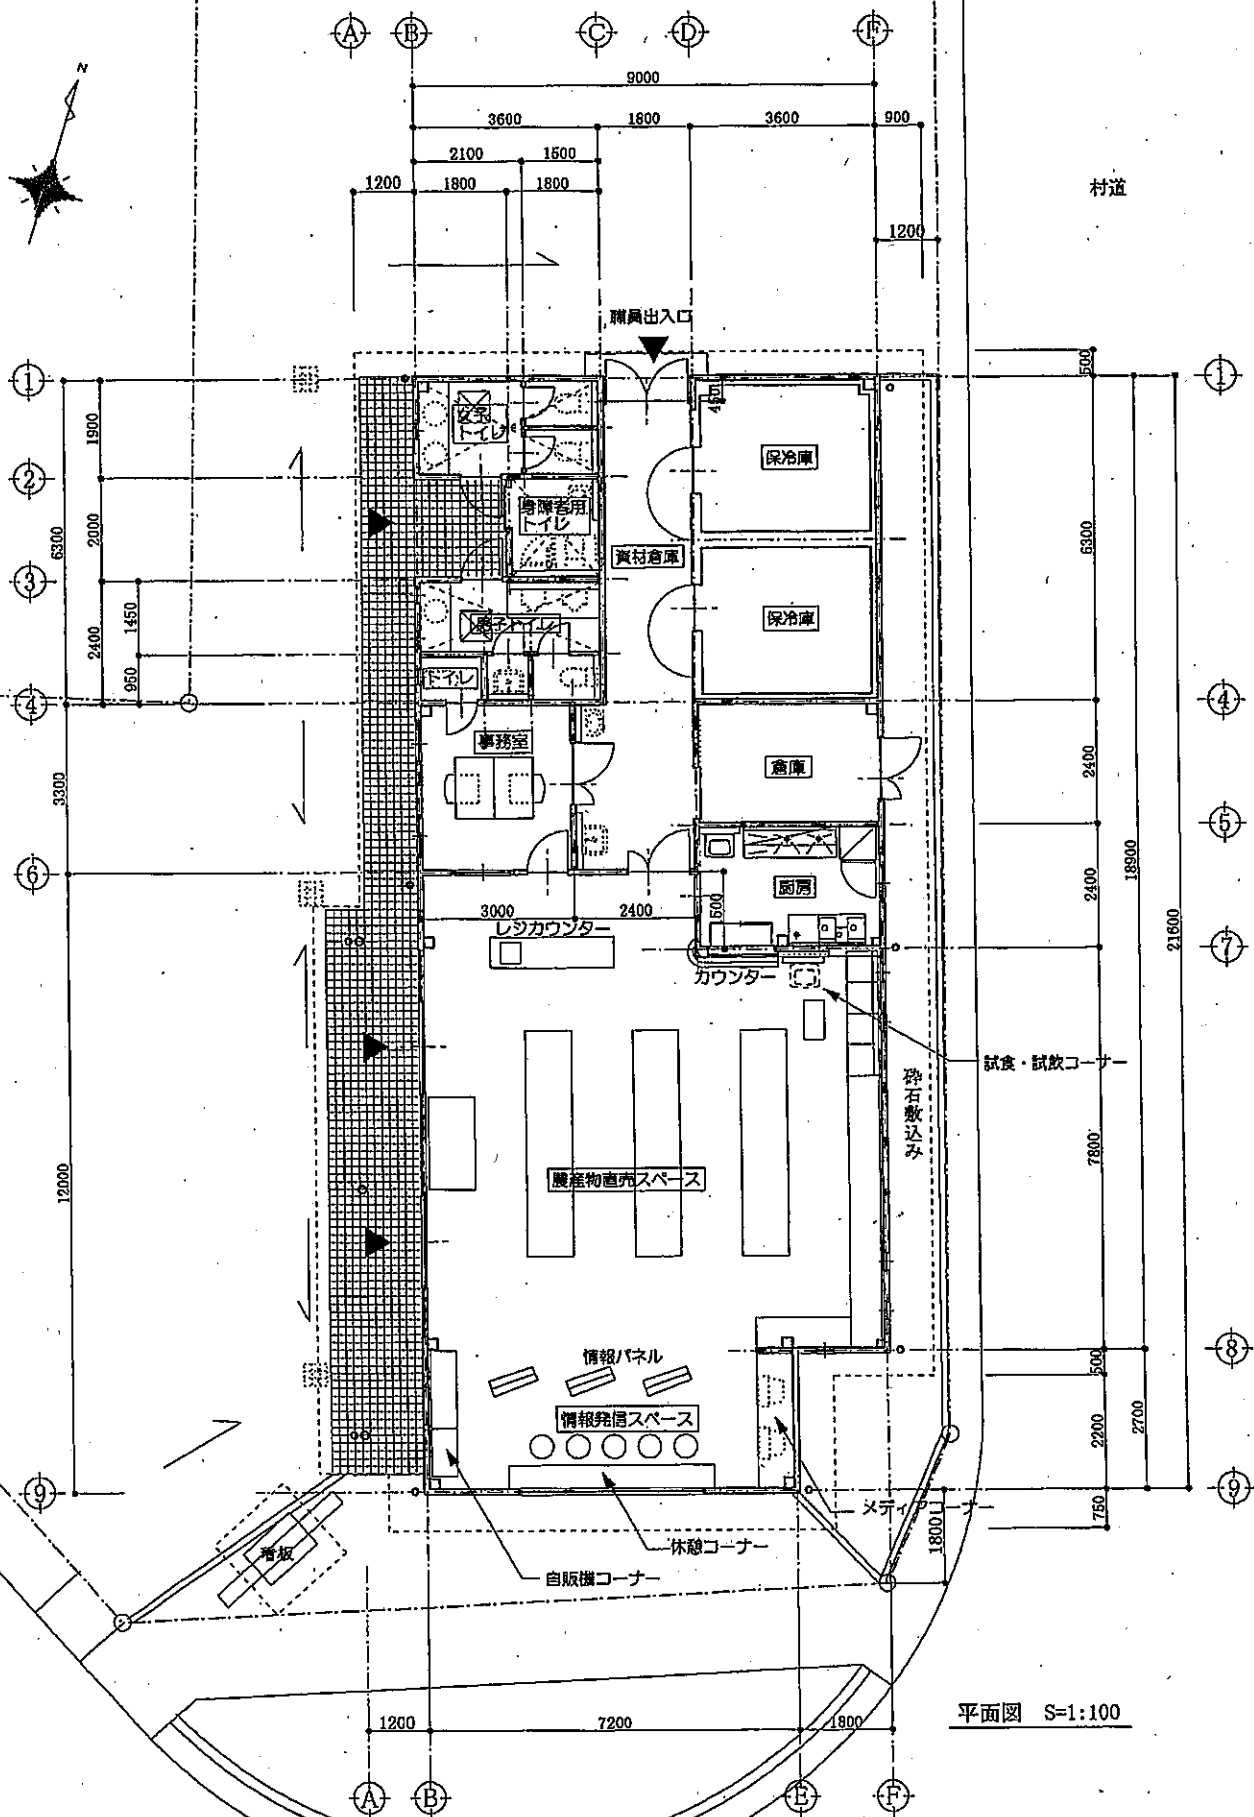 A B C D F
9000
3600 1800 3600 900
2100 1500
1200 1800 1800
N
村道
1200
職員出入口
500
1 1
450
1900
女子
トイレ
保冷庫
2
身障者用
トイレ
2000
6300
6300
資材倉庫
3
1450
保冷庫
男子トイレ
2400
950
トイレ
4 4
事務室
倉庫
2400
3300
5
18900
6
厨房
2400
21600
3000 2400
レジカウンター
7
カウンター
試食・試飲コーナー
砕石敷込み
7800
12000
農産物直売スペース
情報パネル
8
500
情報発信スペース
2200
2700
9 9
メディアコーナー
750
1800
休憩コーナー
看板
自販機コーナー
平面図 S=1:100
1200 7200 1800
A B E F